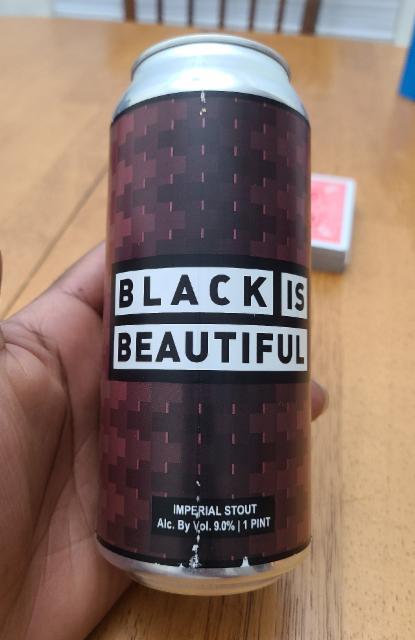 BLACK IS
BEAUTIFUL
IMPERIAL STOUT
Alc. By Vol. 9.0% | 1 PINT